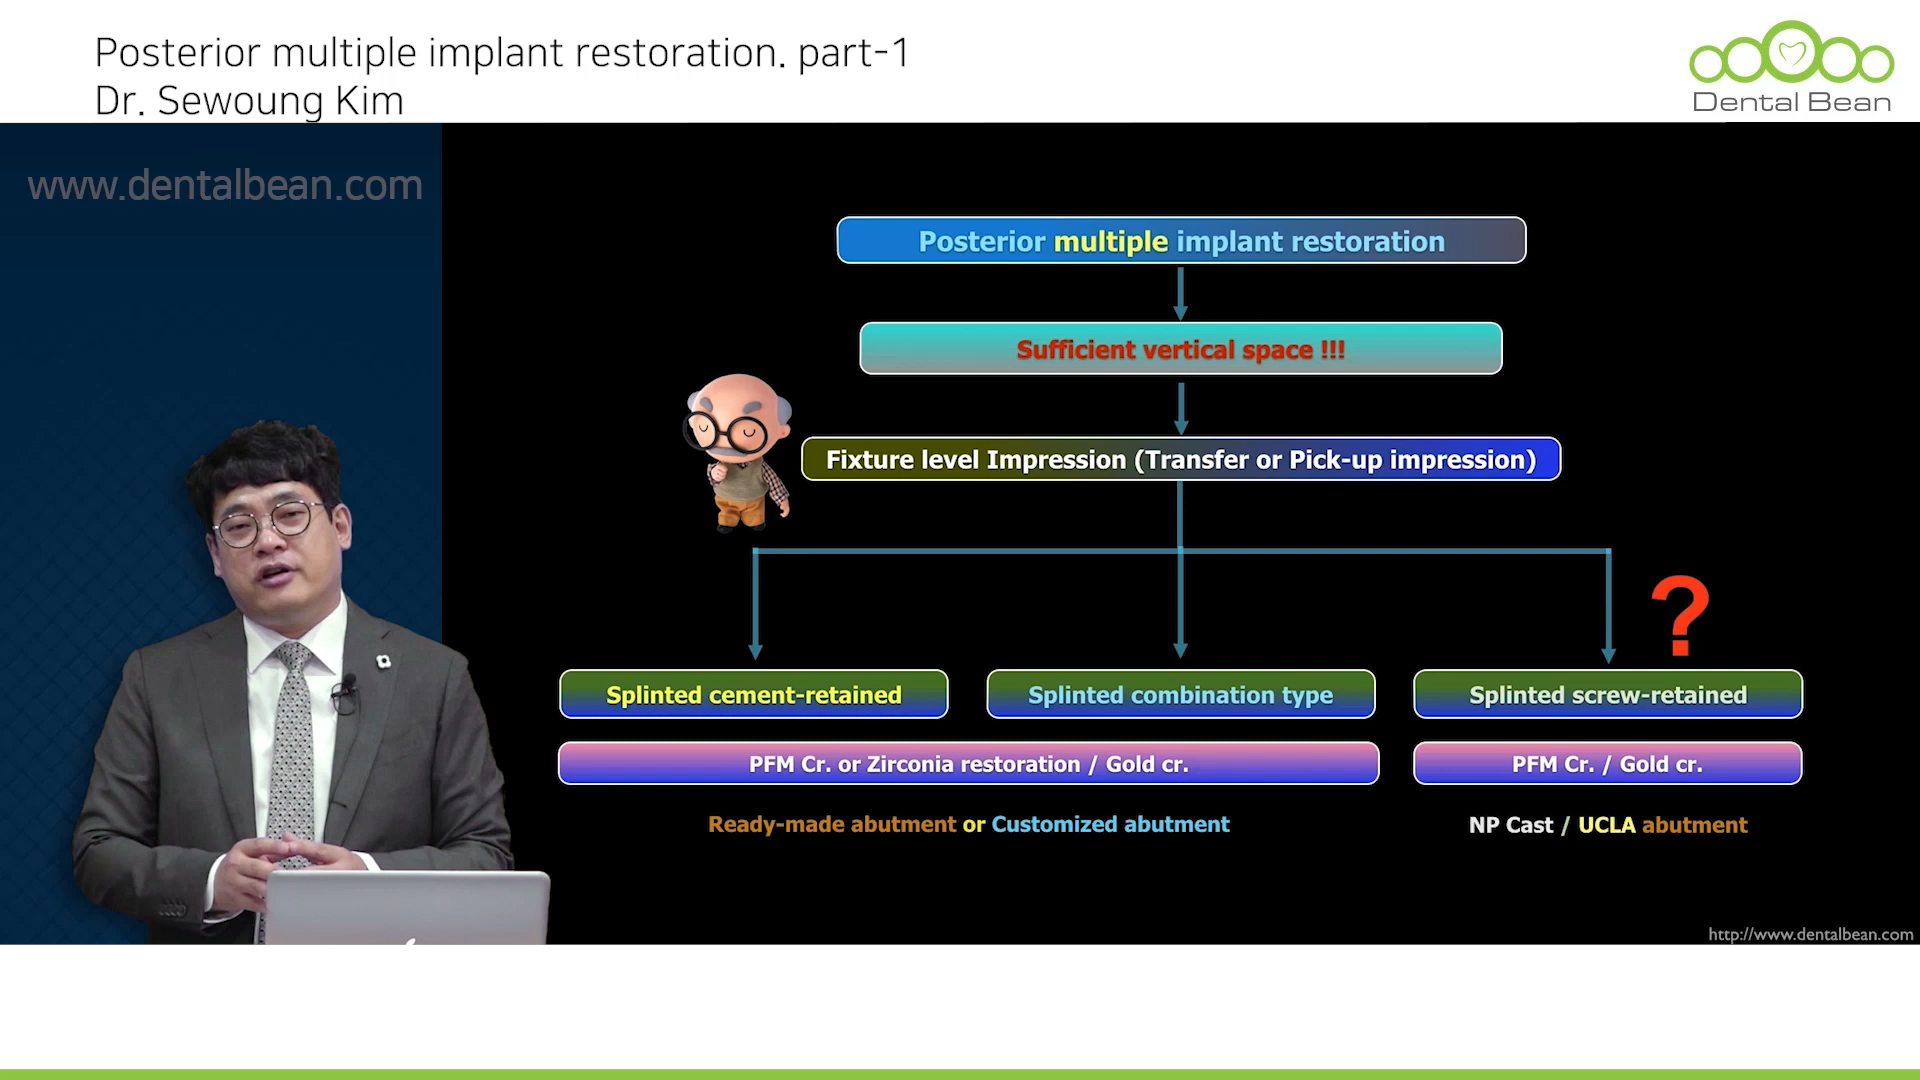 Posterior multiple implant restoration. part-1
Dr. Sewoung Kim
Dental Bean
www.dentalbean.com
Posterior multiple implant restoration
Sufficient vertical space !!!
Fixture level Impression (Transfer or Pick-up impression)
?
Splinted cement-retained
Splinted combination type
Splinted screw-retained
PFM Cr. or Zirconia restoration / Gold cr.
PFM Cr. / Gold cr.
Ready-made abutment or Customized abutment
NP Cast / UCLA abutment
http://www.dentalbean.com